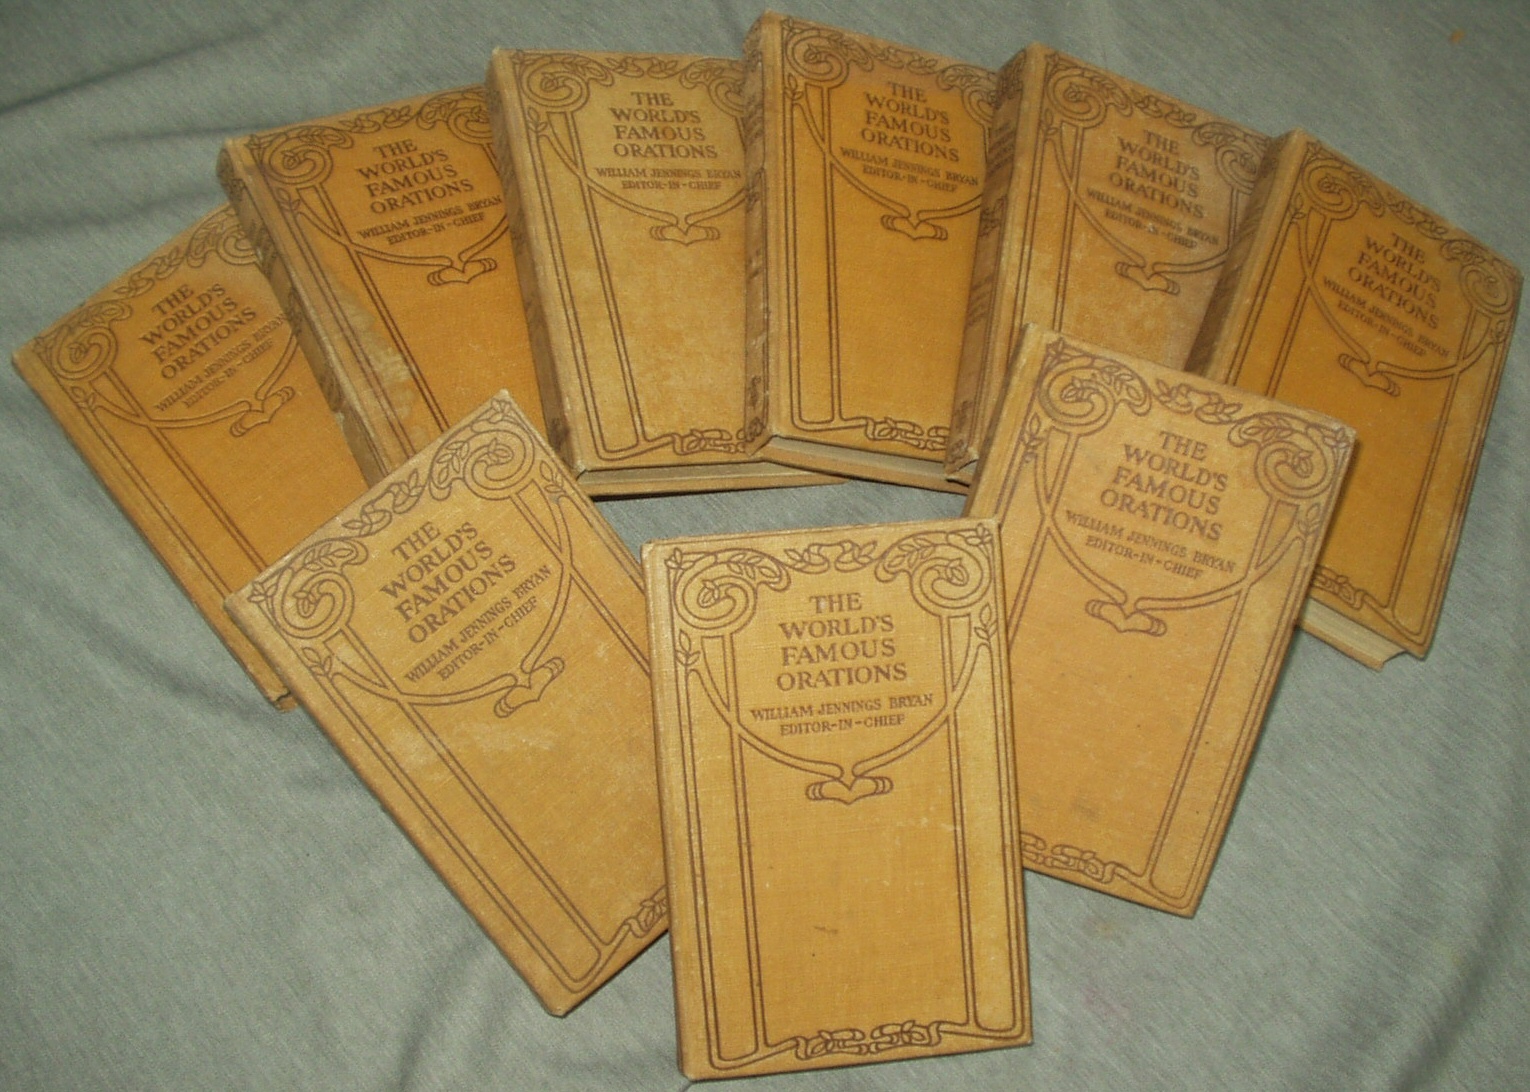 THE
WORLD'S
FAMOUS
ORATIONS
WILLIAM JENNINGS BRYAN
EDITOR-IN-CHIEF
THE
WORLD'S
FAMOUS
ORATIONS
WILLIAM JENNINGS BRYAN
EDITOR-IN-CHIEF
THE
WORLD'S
FAMOUS
ORATIONS
WILLIAM JENNINGS BRYAN
EDITOR-IN-CHIEF
THE
WORLD'S
FAMOUS
ORATIONS
WILLIAM JENNINGS BRYAN
EDITOR-IN-CHIEF
THE
WORLD'S
FAMOUS
ORATIONS
WILLIAM JENNINGS BRYAN
EDITOR-IN-CHIEF
THE
WORLD'S
FAMOUS
ORATIONS
WILLIAM JENNINGS BRYAN
EDITOR-IN-CHIEF
THE
WORLD'S
FAMOUS
ORATIONS
WILLIAM JENNINGS BRYAN
EDITOR-IN-CHIEF
THE
WORLD'S
FAMOUS
ORATIONS
WILLIAM JENNINGS BRYAN
EDITOR-IN-CHIEF
THE
WORLD'S
FAMOUS
ORATIONS
WILLIAM JENNINGS BRYAN
EDITOR-IN-CHIEF